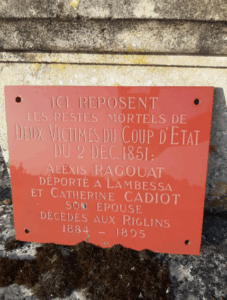 ICI REPOSENT
LES RESTES MORTELS DE
DEUX VICTIMES DU COUP D'ETAT
DU 2 DEC. 1851:
ALEXIS RAGOUAT
DÉPORTÉ A LAMBESSA
ET CATHERINE CADIOT
SON EPOUSE
DÉCÉDÉS AUX RIGLINS
1884 - 1895